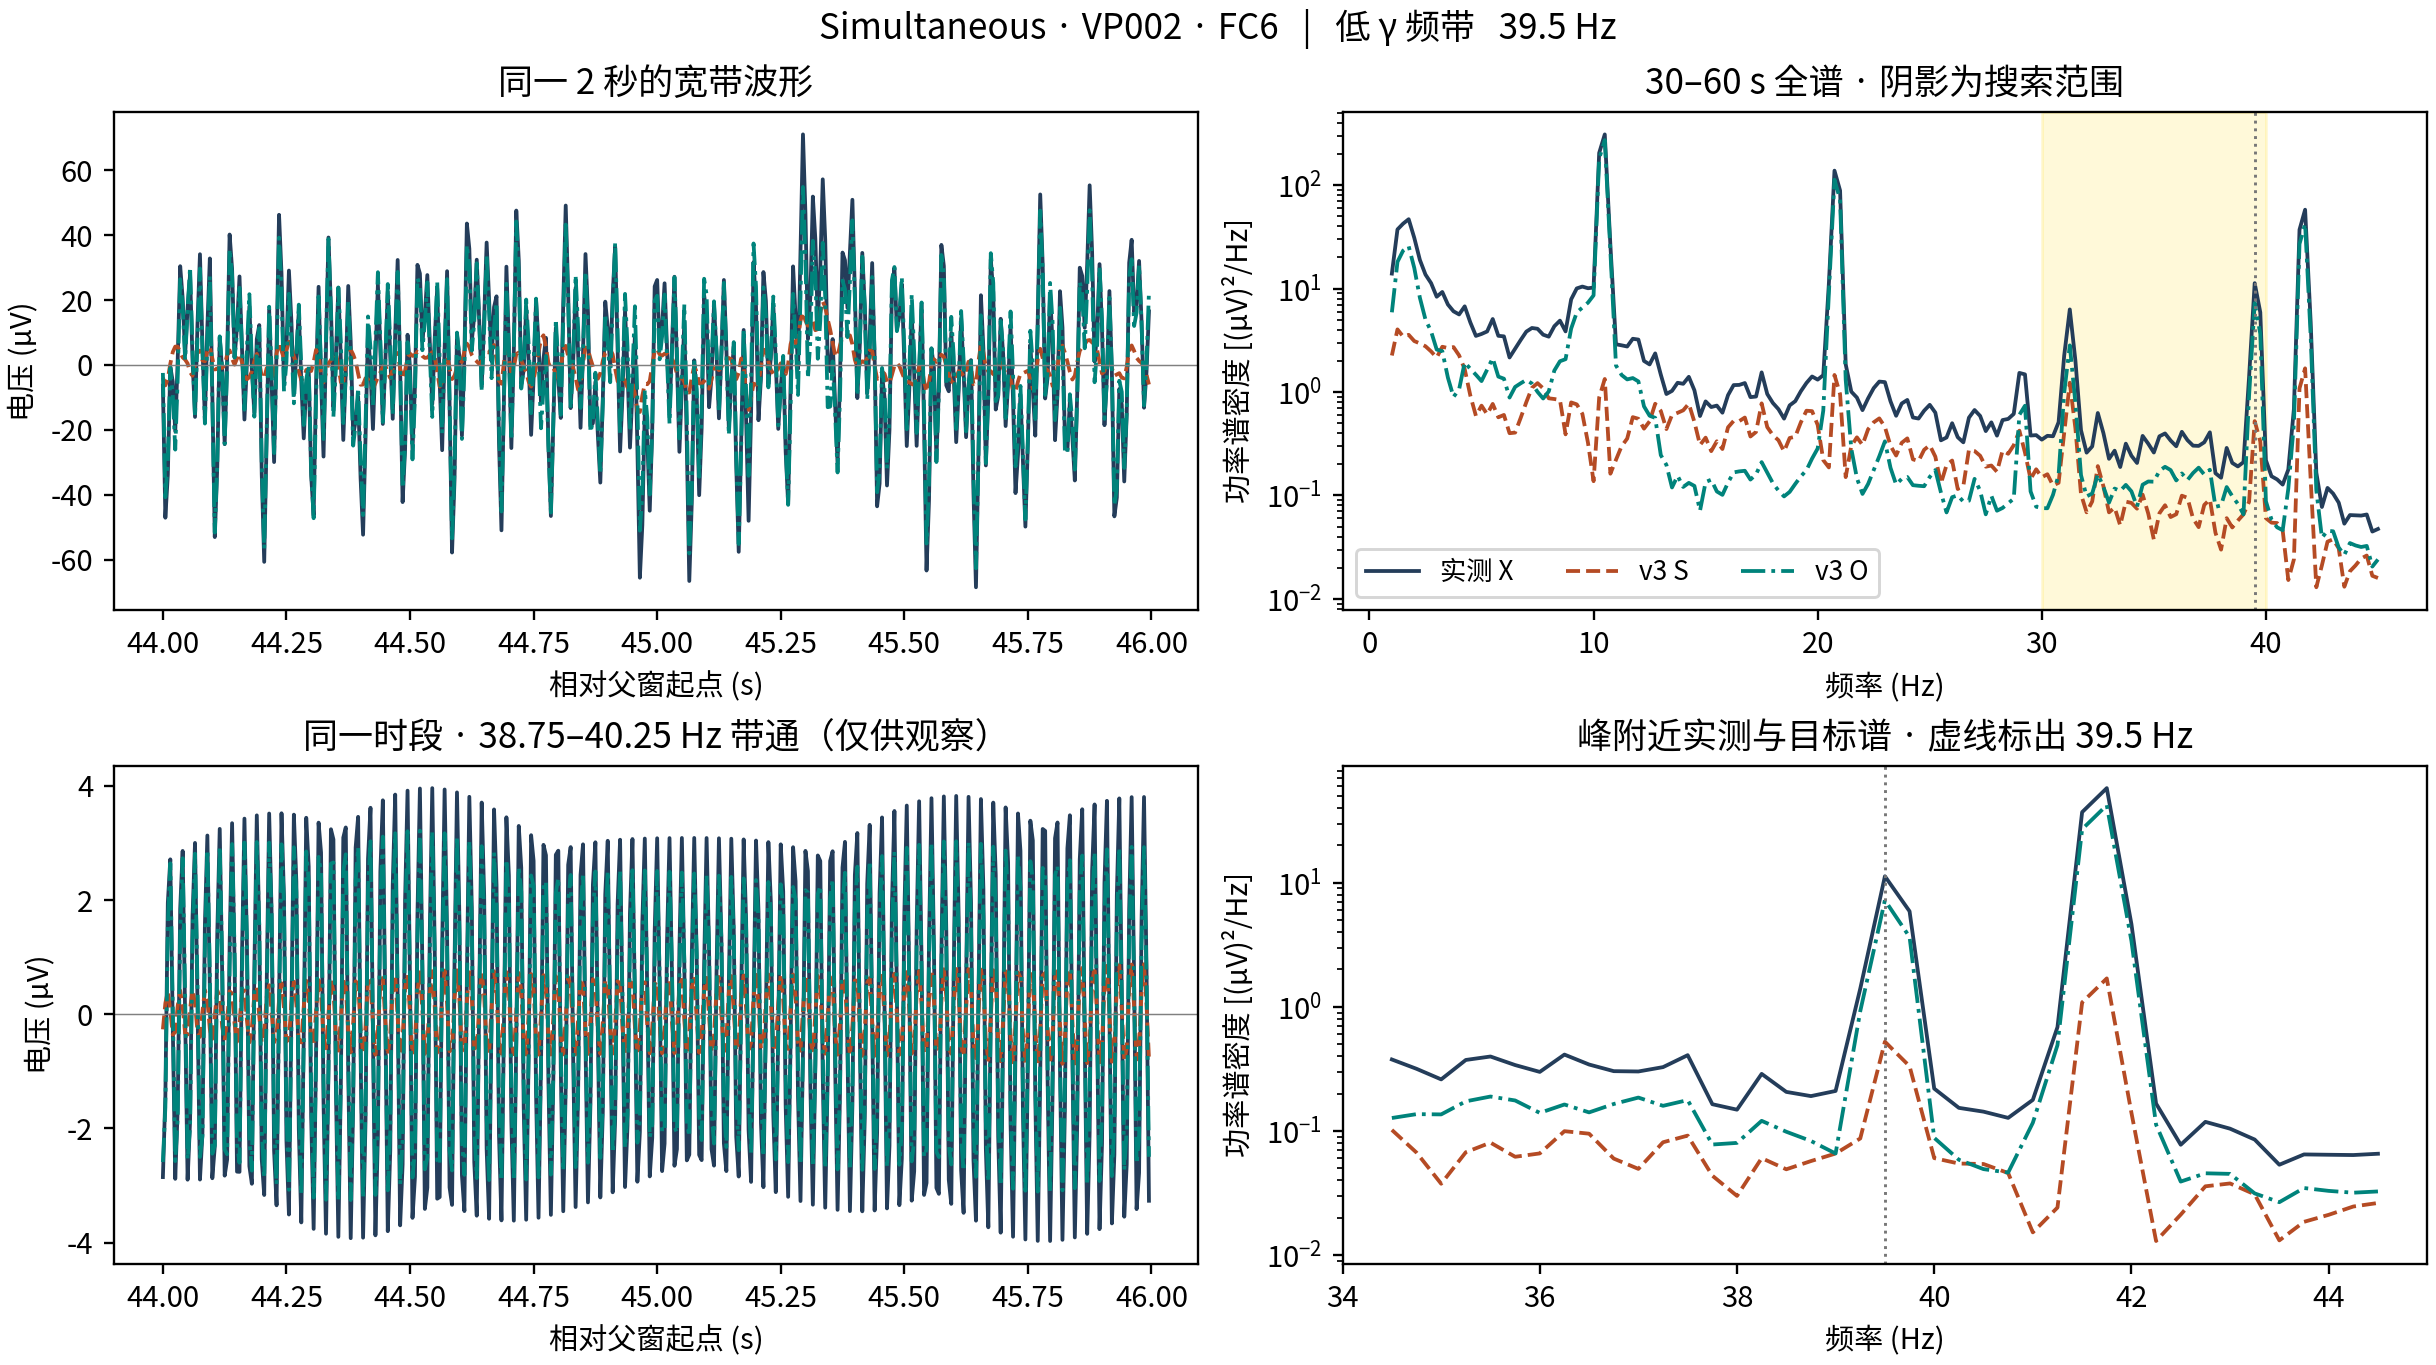 Simultaneous · VP002 · FC6 | 低 γ 频带 39.5 Hz
同一 2 秒的宽带波形
电压 (μV)
60
40
20
0
-20
-40
-60
44.00 44.25 44.50 44.75 45.00 45.25 45.50 45.75 46.00
相对父窗起点 (s)
30–60 s 全谱 · 阴影为搜索范围
功率谱密度 [(μV)²/Hz]
10²
10¹
10⁰
10⁻¹
10⁻²
实测 X v3 S v3 O
0 10 20 30 40
频率 (Hz)
同一时段 · 38.75–40.25 Hz 带通（仅供观察）
电压 (μV)
4
2
0
-2
-4
44.00 44.25 44.50 44.75 45.00 45.25 45.50 45.75 46.00
相对父窗起点 (s)
峰附近实测与目标谱 · 虚线标出 39.5 Hz
功率谱密度 [(μV)²/Hz]
10¹
10⁰
10⁻¹
10⁻²
34 36 38 40 42 44
频率 (Hz)